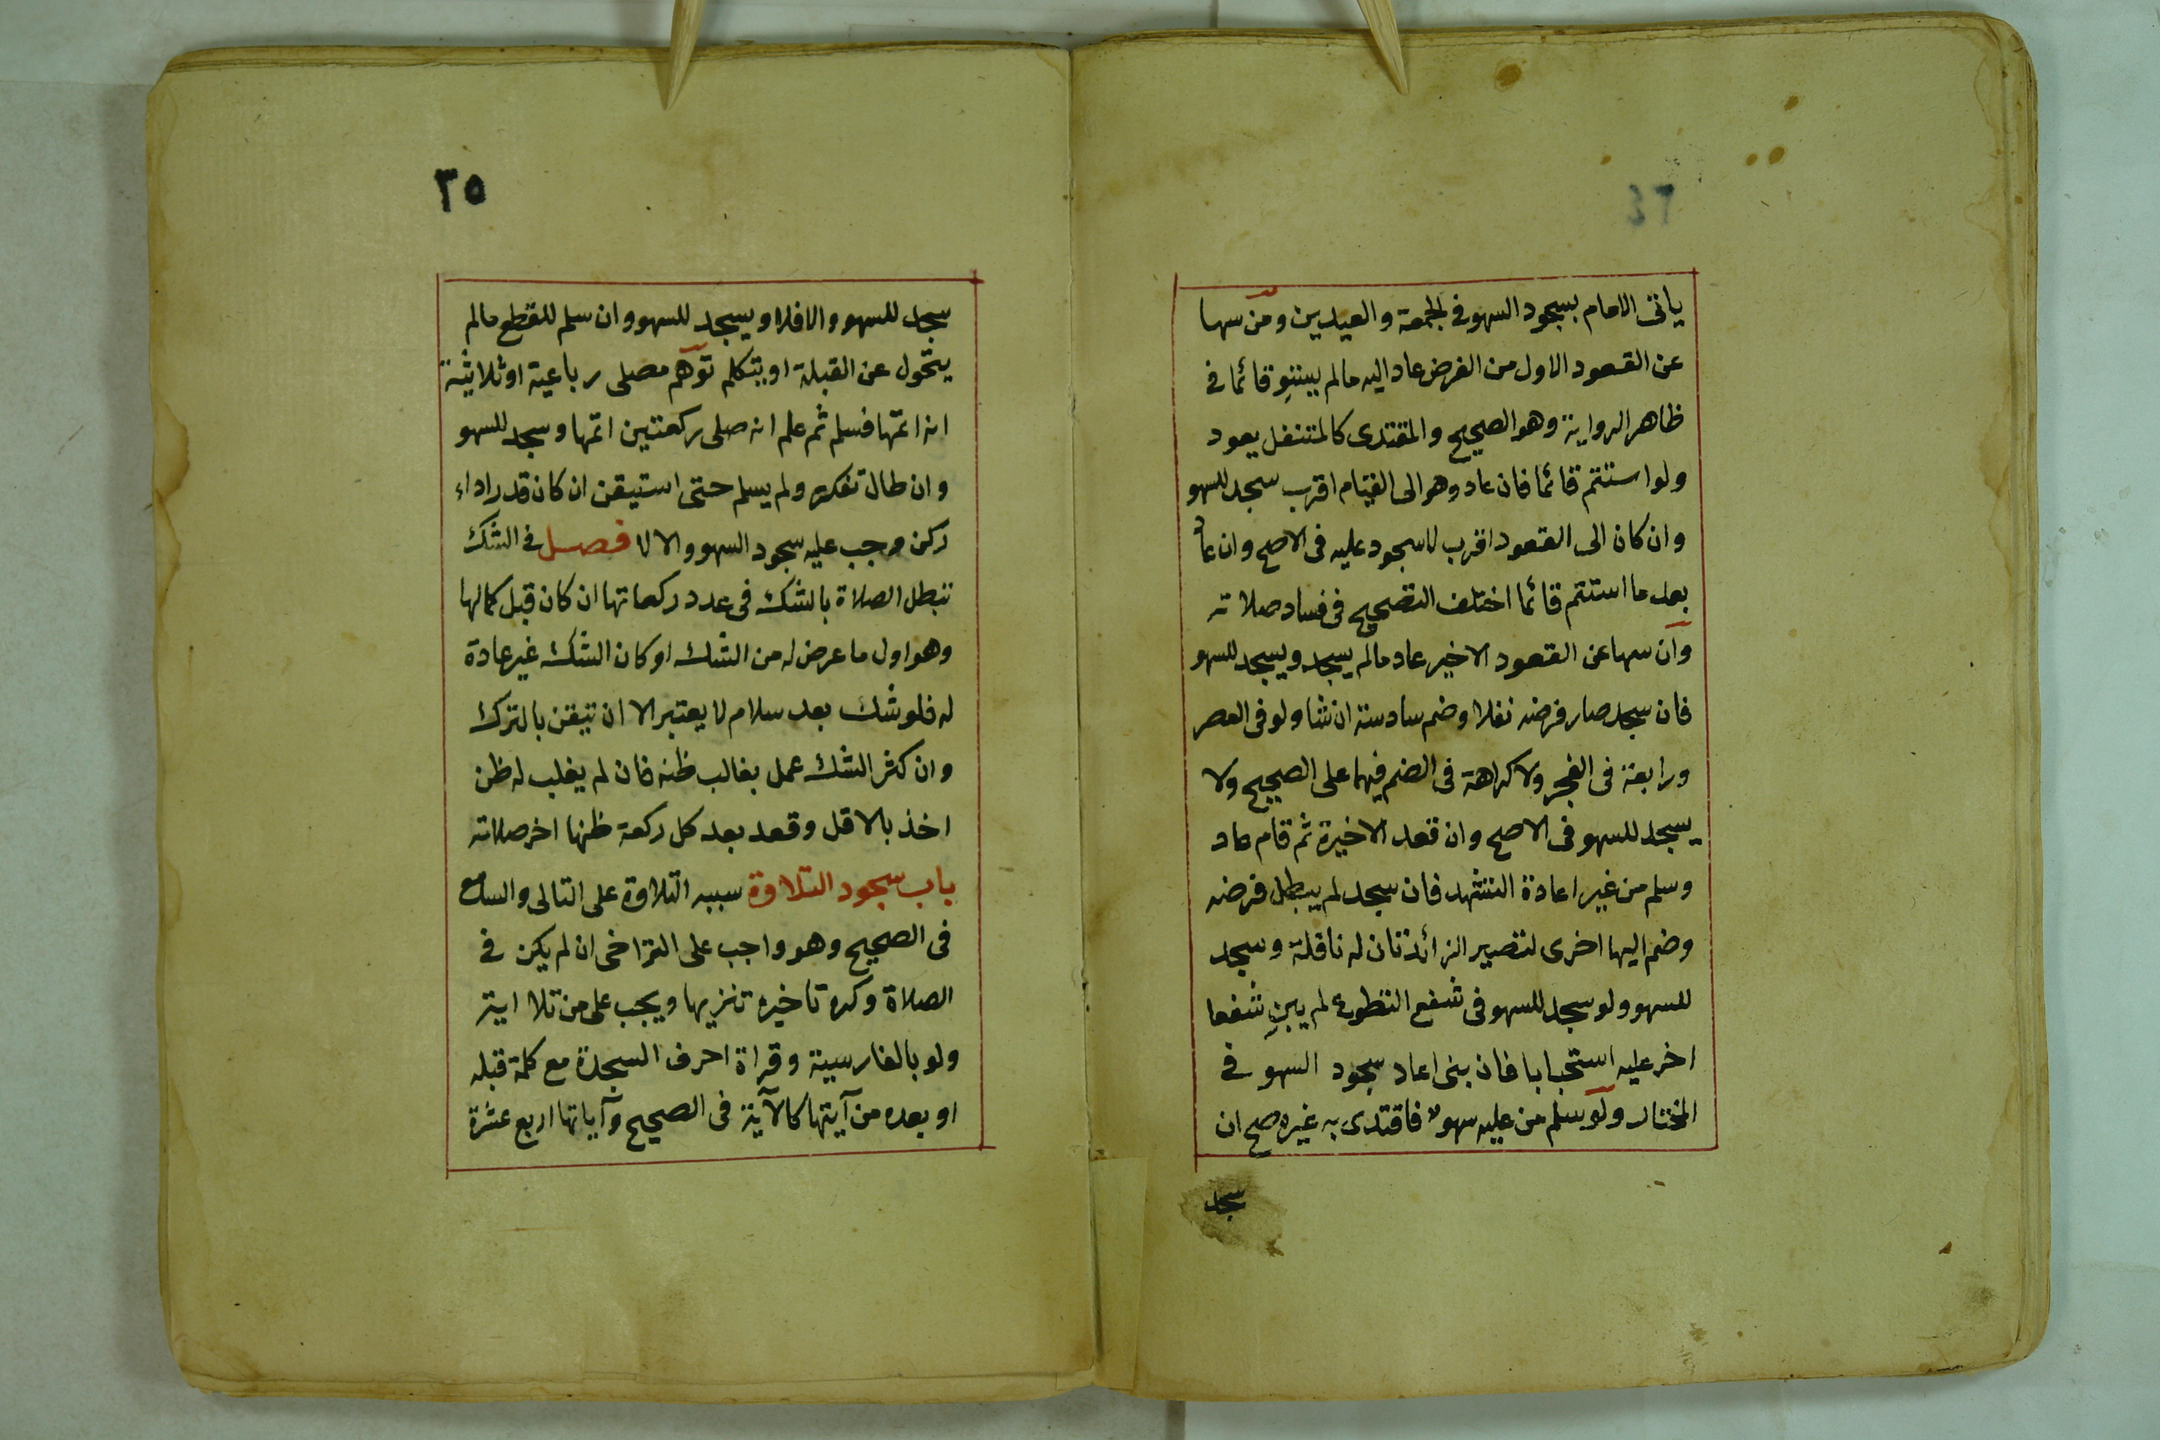 ياتى الامام بسجود السهو فى الجمعة والعيدين ومن سها
عن القعود الاول من الفرض عاد اليه مالم يستتم قائما فى
ظاهر الرواية وهو الصحيح والمقتدى كالمتنفل يعود
ولو استتم قائما فان عاد وهو الى القيام اقرب سجد للسهو
وان كان الى القعود اقرب لا سجود عليه فى الاصح وان عاد
بعد ما استتم قائما اختلف التصحيح فى فساد صلاته
وان سها عن القعود الاخير عاد مالم يسجد ويسجد للسهو
فان سجد صار فرضه نفلا وضم سادسة ان شا ولو فى العصر
ورابعة فى الفجر ولا كراهة فى الضم فيهما على الصحيح ولا
يسجد للسهو فى الاصح وان قعد الاخيرة ثم قام عاد
وسلم من غير اعادة التشهد فان سجد لم يبطل فرضه
وضم اليها اخرى لتصير الزائدتان له نافلة وسجد
للسهو ولو سجد للسهو فى شفع التطوع لم يبن شفعا
اخر عليه استحبابا فان بنى اعاد سجود السهو فى
المختار ولو سلم من عليه سهو فاقتدى به غيره صح ان
سجد
٣٥
سجد للسهو والا فلا ويسجد للسهو وان سلم للقطع مالم
يتحول عن القبلة او يتكلم توهم مصلى رباعية او ثلاثية
انه اتمها فسلم ثم علم انه صلى ركعتين اتمها وسجد للسهو
وان طال تفكره ولم يسلم حتى استيقن ان كان قدر اداء
ركن وجب عليه سجود السهو والا لا فصل فى الشك
تبطل الصلاة بالشك فى عدد ركعاتها ان كان قبل كمالها
وهو اول ما عرض له من الشك او كان الشك غير عادة
له فلو شك بعد سلام لا يعتبر الا ان تيقن بالترك
وان كثر الشك عمل بغالب ظنه فان لم يغلب له ظن
اخذ بالاقل وقعد بعد كل ركعة ظنها اخر صلاته
باب سجود التلاوة سببه التلاوة على التالى والسامع
فى الصحيح وهو واجب على التراخى ان لم يكن فى
الصلاة وكره تاخيره تنزيها ويجب على من تلا اية
ولو بالفارسية وقراة احرف السجدة مع كلمة قبله
او بعده من آيتها كالآية فى الصحيح وآياتها اربع عشرة